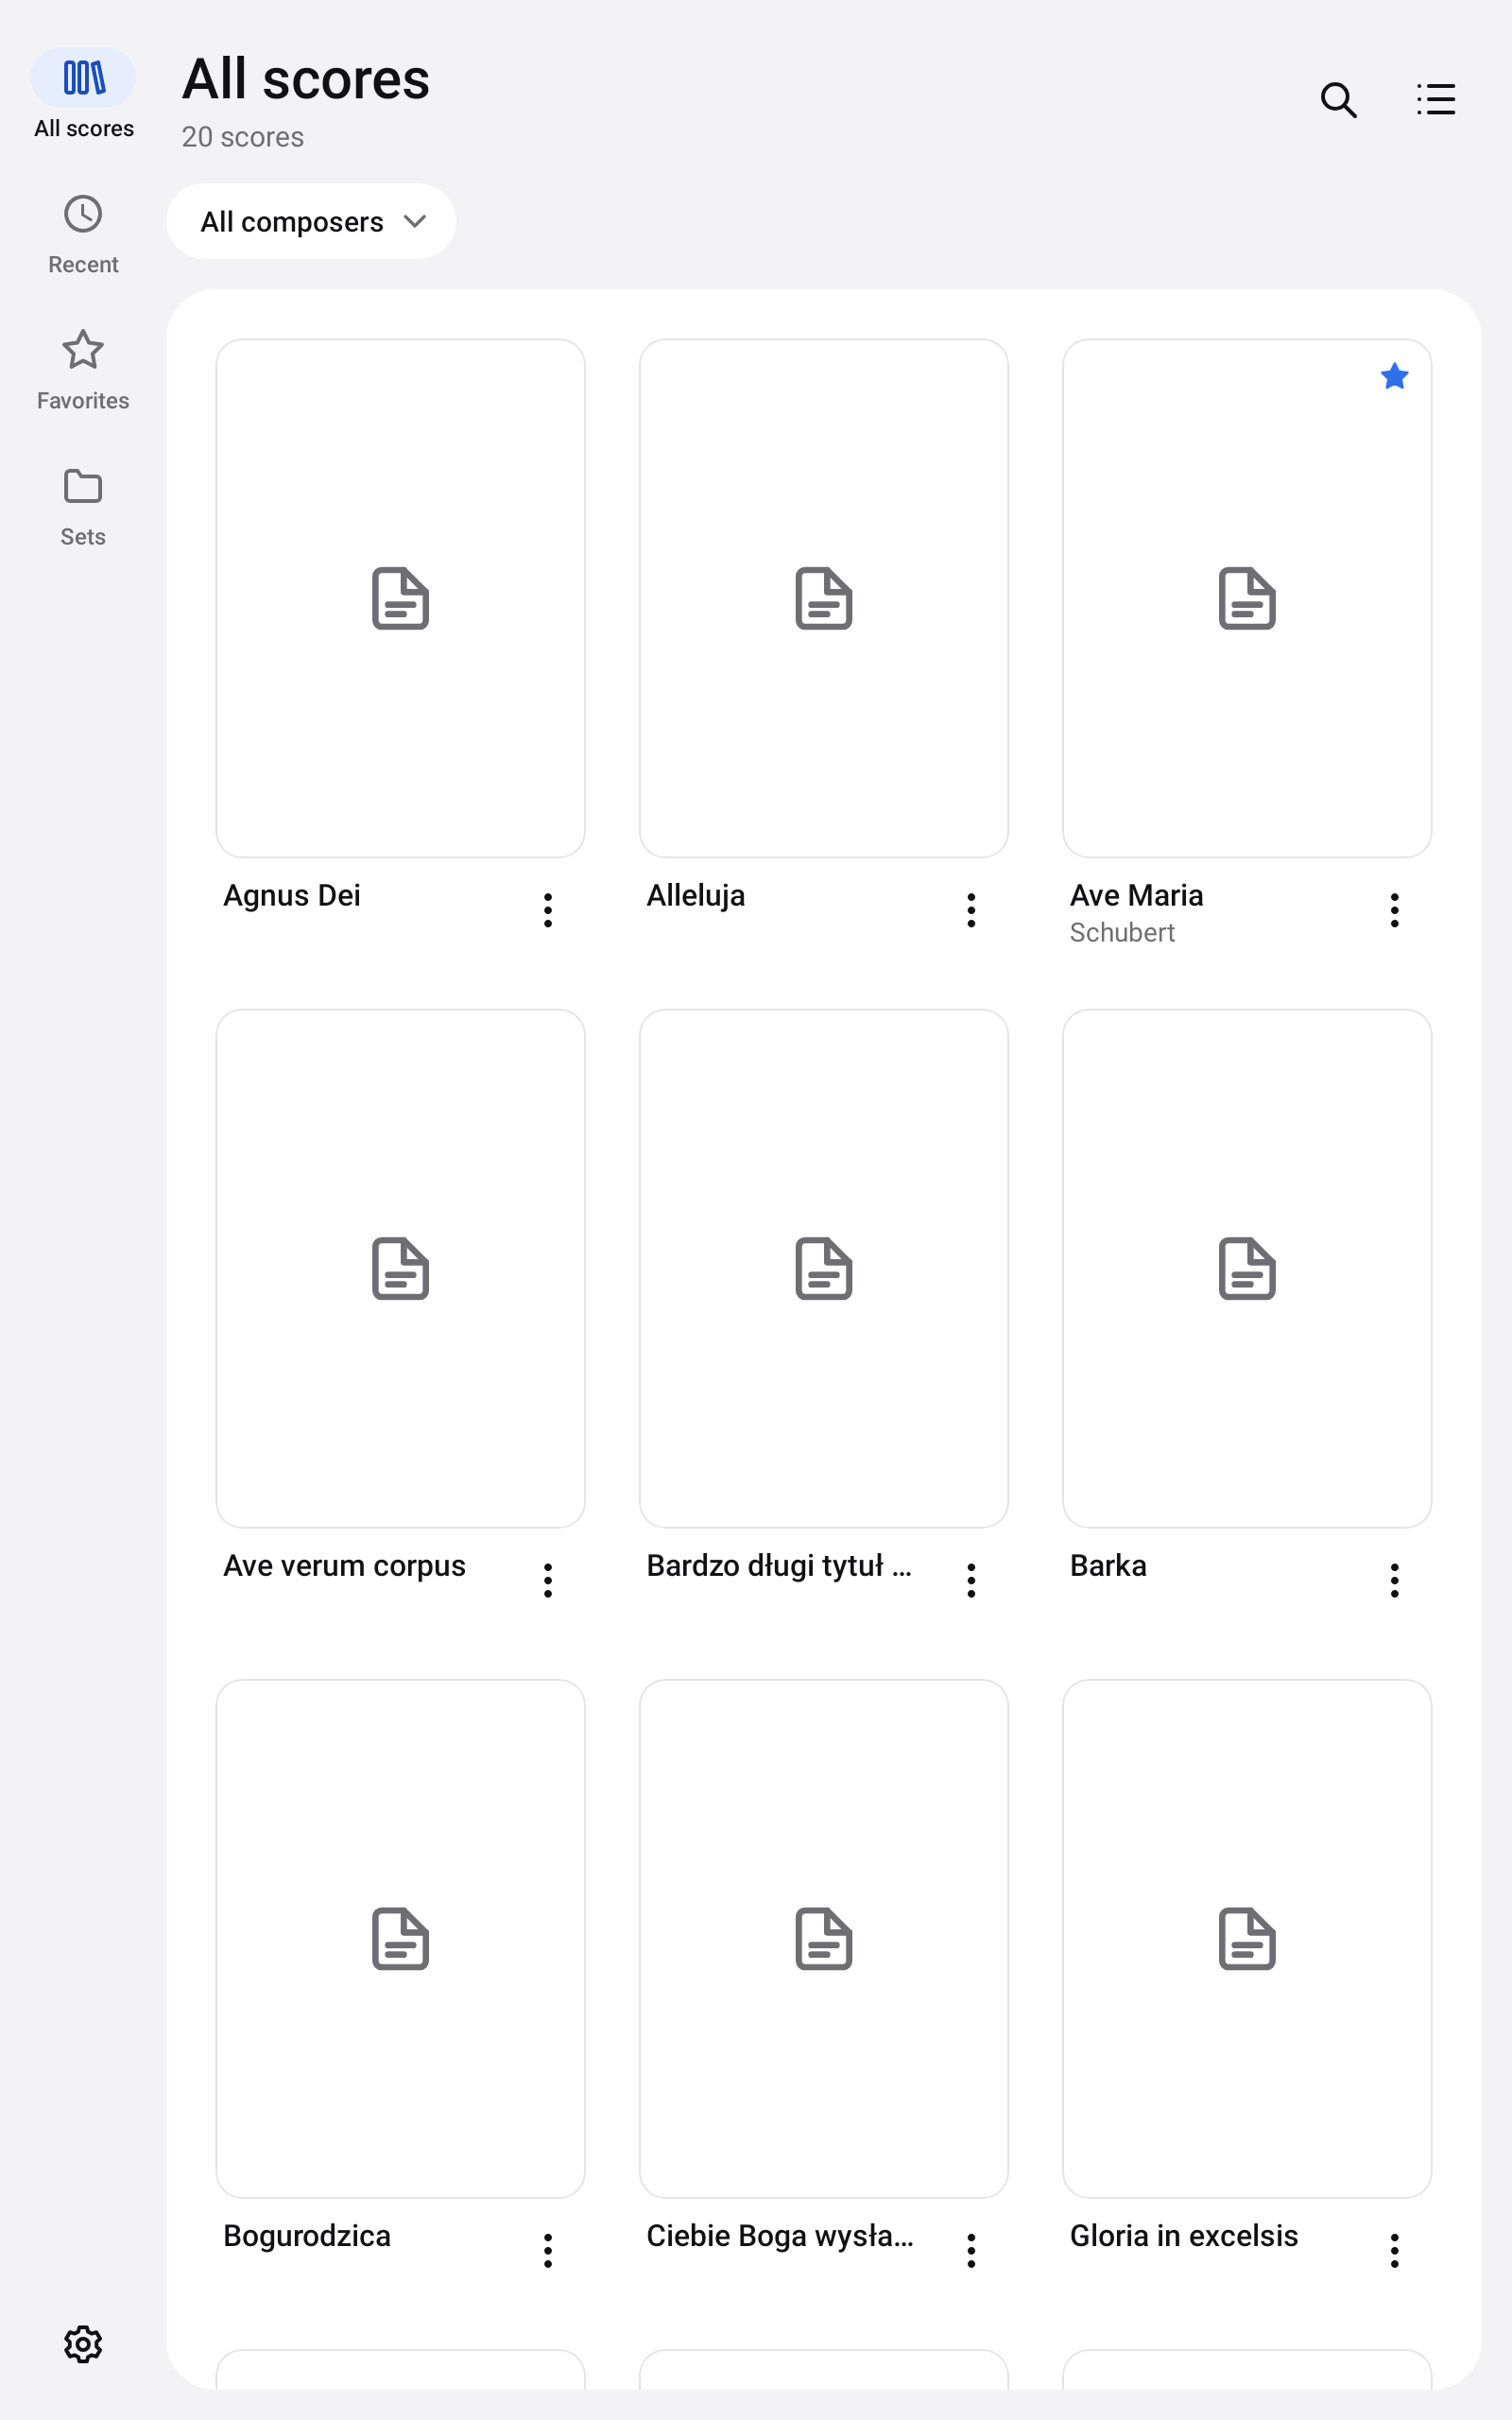 All scores
20 scores
All scores
Recent
Favorites
Sets
All composers
Agnus Dei
Alleluja
Ave Maria
Schubert
Ave verum corpus
Bardzo długi tytuł ...
Barka
Bogurodzica
Ciebie Boga wysła...
Gloria in excelsis